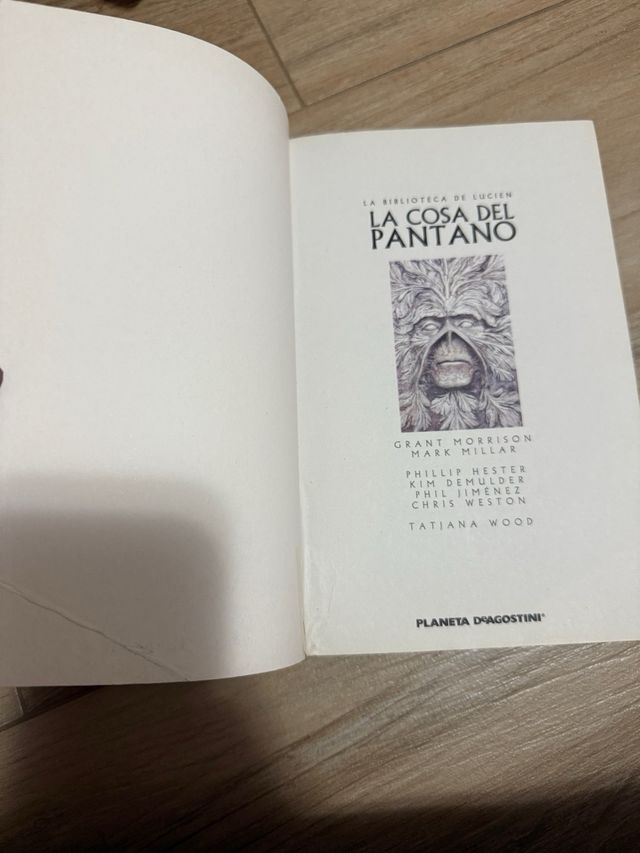 LA BIBLIOTECA DE LUCIEN
LA COSA DEL
PANTANO
GRANT MORRISON
MARK MILLAR
PHILLIP HESTER
KIM DEMULDER
PHIL JIMÉNEZ
CHRIS WESTON
TATJANA WOOD
PLANETA DeAGOSTINI®